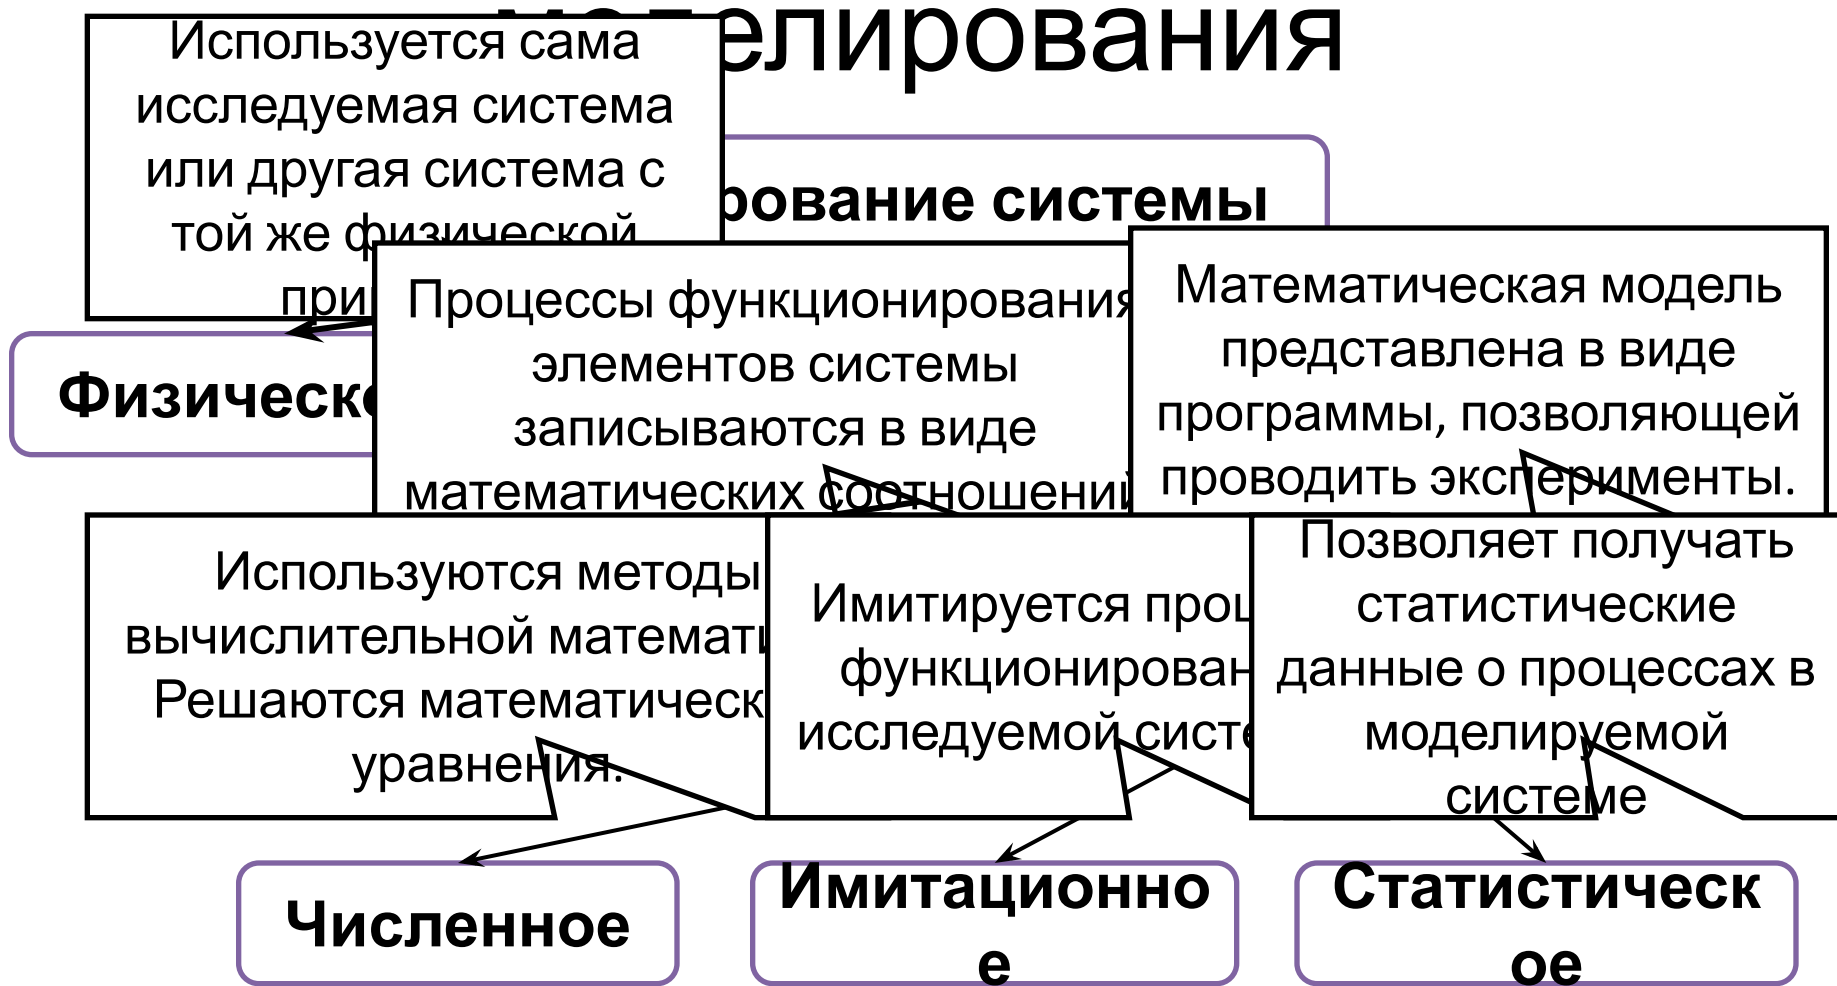 моделирования
Используется сама
исследуемая система
или другая система с
той же физической
рование системы
Физическо
Процессы функционирования
элементов системы
записываются в виде
математических соотношений
Математическая модель
представлена в виде
программы, позволяющей
проводить эксперименты.
Используются методы
вычислительной математи
Решаются математическ
уравнения.
Имитируется проц
функционирован
исследуемой систе
Позволяет получать
статистические
данные о процессах в
моделируемой
системе
Численное
Имитационно
е
Статистическ
ое